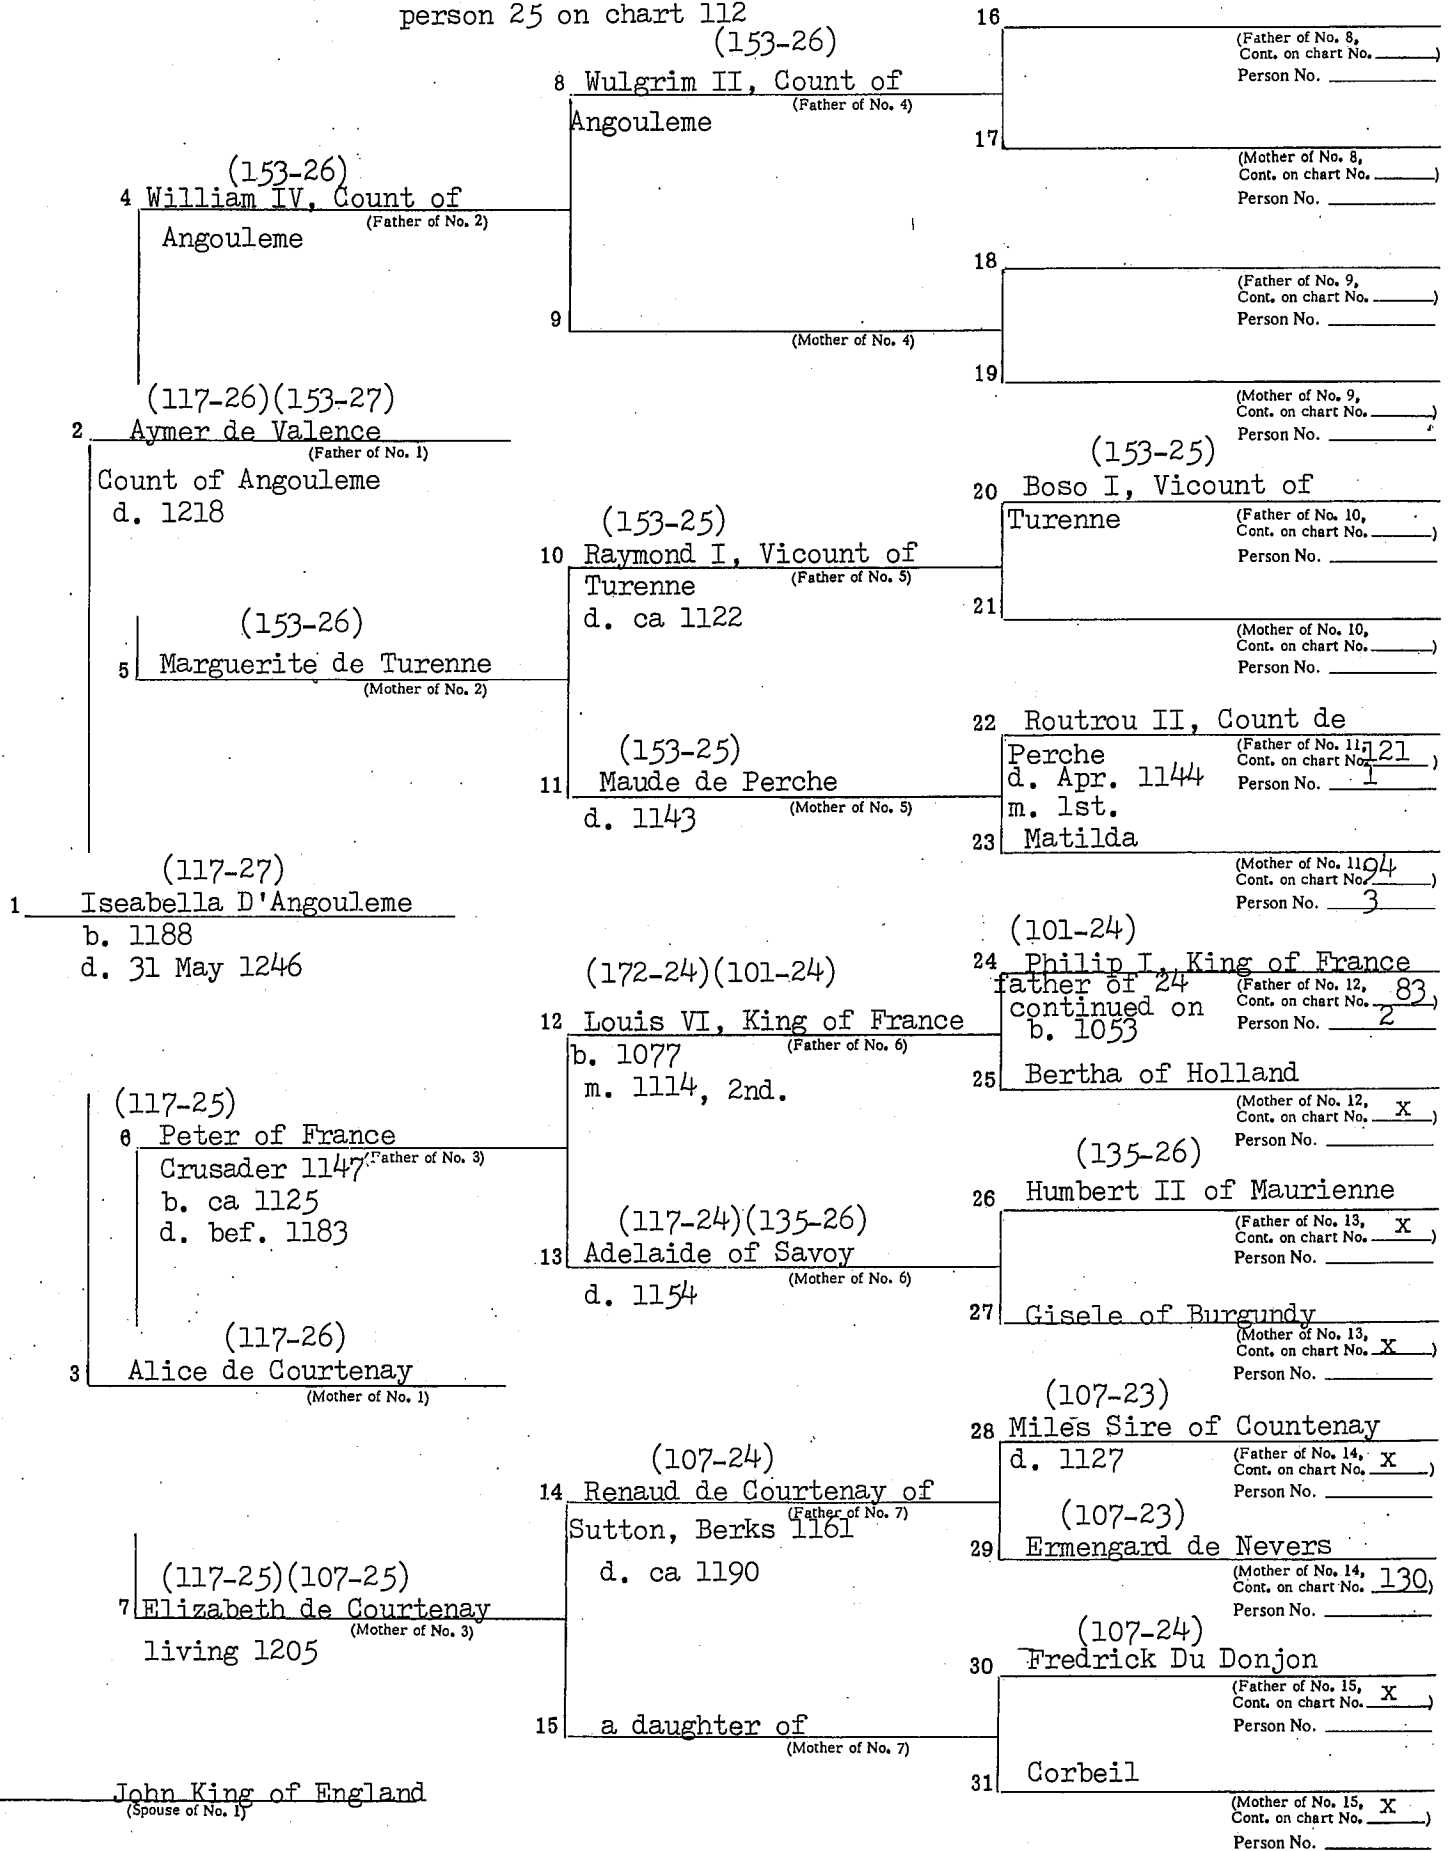 person 25 on chart 112
(153-26)
8 Wulgrim II, Count of
(Father of No. 4)
Angouleme
(153-26)
4 William IV, Count of
(Father of No. 2)
Angouleme
9
(Mother of No. 4)
(117-26)(153-27)
2 Aymer de Valence
(Father of No. 1)
Count of Angouleme
d. 1218
(153-25)
10 Raymond I, Vicount of
(Father of No. 5)
Turenne
d. ca 1122
(153-26)
5 Marguerite de Turenne
(Mother of No. 2)
(153-25)
11 Maude de Perche
(Mother of No. 5)
d. 1143
(117-27)
1 Iseabella D'Angouleme
b. 1188
d. 31 May 1246
(172-24)(101-24)
12 Louis VI, King of France
(Father of No. 6)
b. 1077
m. 1114, 2nd.
(117-25)
6 Peter of France
(Father of No. 3)
Crusader 1147
b. ca 1125
d. bef. 1183
(117-24)(135-26)
13 Adelaide of Savoy
(Mother of No. 6)
d. 1154
(117-26)
3 Alice de Courtenay
(Mother of No. 1)
(107-24)
14 Renaud de Courtenay of
(Father of No. 7)
Sutton, Berks 1161
d. ca 1190
(117-25)(107-25)
7 Elizabeth de Courtenay
(Mother of No. 3)
living 1205
15 a daughter of
(Mother of No. 7)
John King of England
(Spouse of No. 1)
16
(Father of No. 8,
Cont. on chart No. )
Person No.
17
(Mother of No. 8,
Cont. on chart No. )
Person No.
18
(Father of No. 9,
Cont. on chart No. )
Person No.
19
(Mother of No. 9,
Cont. on chart No. )
Person No.
(153-25)
20 Boso I, Vicount of
Turenne
(Father of No. 10,
Cont. on chart No. )
Person No.
21
(Mother of No. 10,
Cont. on chart No. )
Person No.
22 Routrou II, Count de
Perche
d. Apr. 1144
m. 1st.
(Father of No. 11,
Cont. on chart No. 121 )
Person No. 1
23 Matilda
(Mother of No. 11
Cont. on chart No. 94 )
Person No. 3
(101-24)
24 Philip I, King of France
father of 24
continued on
b. 1053
(Father of No. 12,
Cont. on chart No. 83 )
Person No. 2
25 Bertha of Holland
(Mother of No. 12,
Cont. on chart No. x )
Person No.
(135-26)
26 Humbert II of Maurienne
(Father of No. 13,
Cont. on chart No. x )
Person No.
27 Gisele of Burgundy
(Mother of No. 13,
Cont. on chart No. x )
Person No.
(107-23)
28 Miles Sire of Countenay
d. 1127
(Father of No. 14,
Cont. on chart No. x )
Person No.
(107-23)
29 Ermengard de Nevers
(Mother of No. 14,
Cont. on chart No. 130 )
Person No.
(107-24)
30 Fredrick Du Donjon
(Father of No. 15,
Cont. on chart No. x )
Person No.
31 Corbeil
(Mother of No. 15,
Cont. on chart No. x )
Person No.